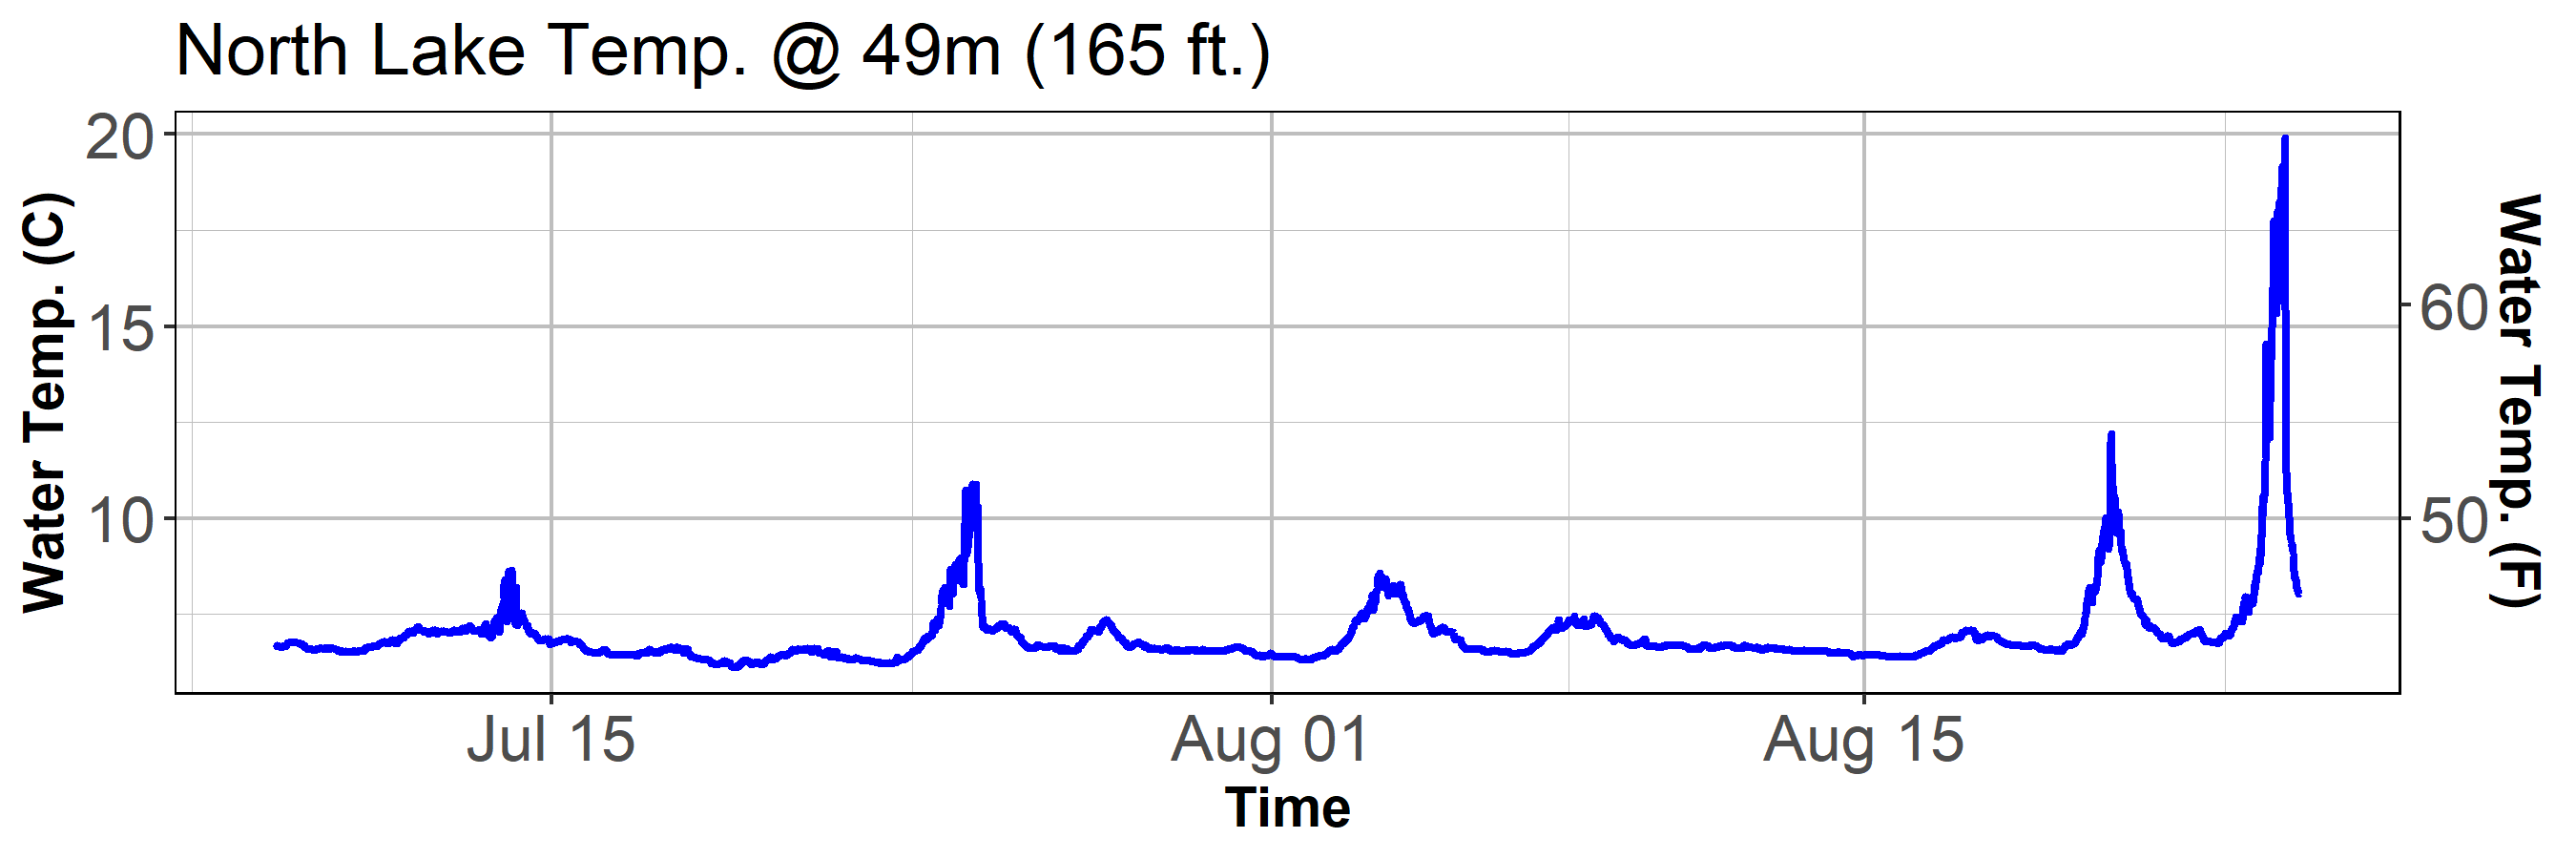 North Lake Temp. @ 49m (165 ft.)
20
15
10
Water Temp. (C)
60
50
Water Temp. (F)
Jul 15 Aug 01 Aug 15
Time